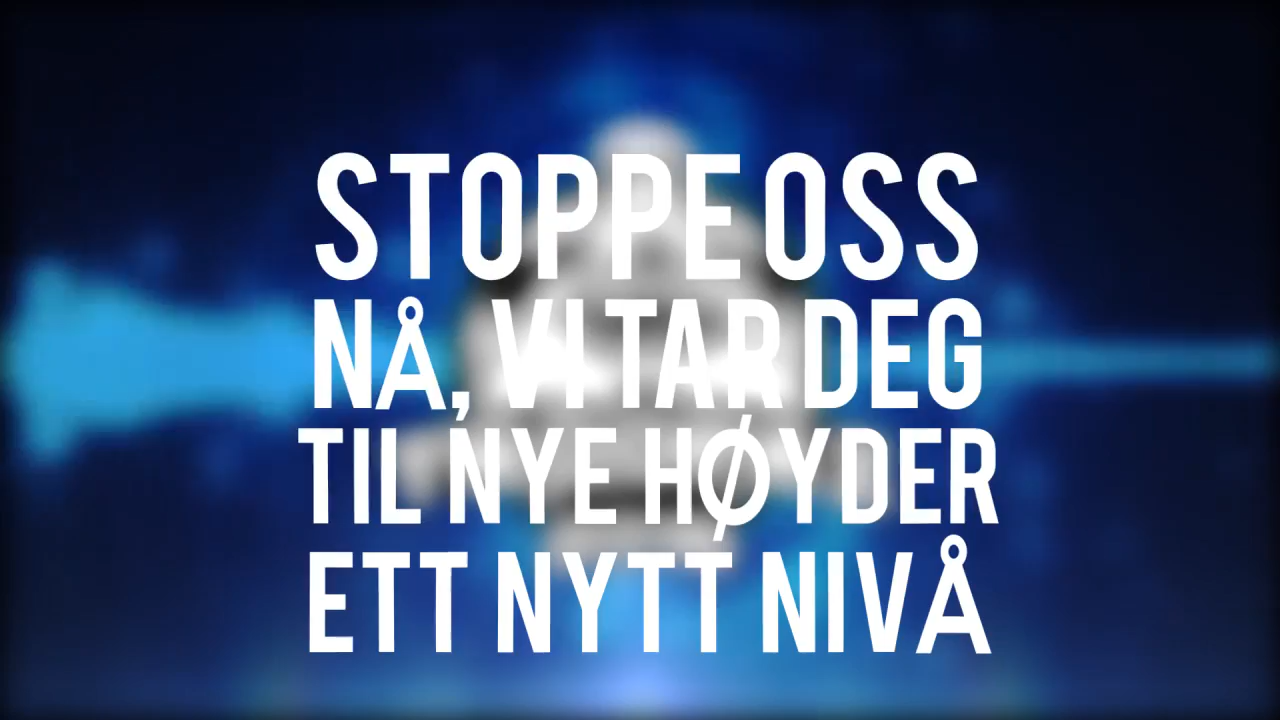 STOPPE OSS
NÅ, VI TAR DEG
TIL NYE HØYDER
ETT NYTT NIVÅ